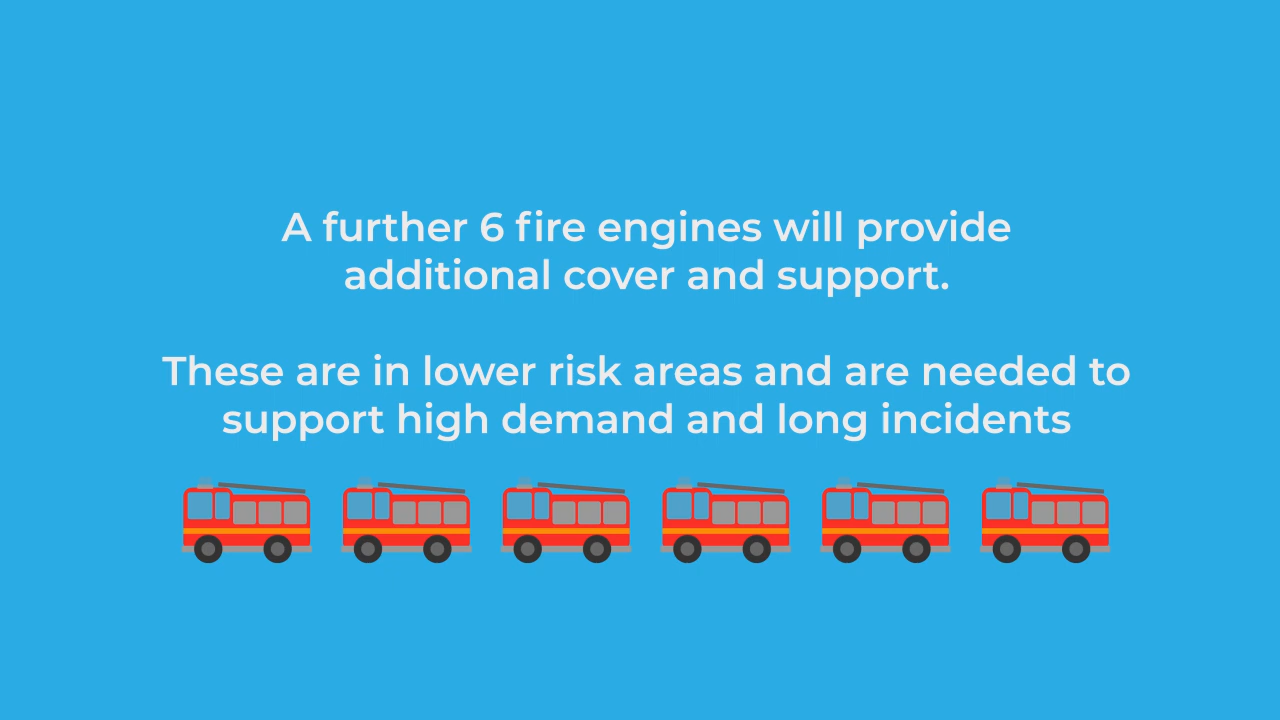 A further 6 fire engines will provide
additional cover and support.
These are in lower risk areas and are needed to
support high demand and long incidents